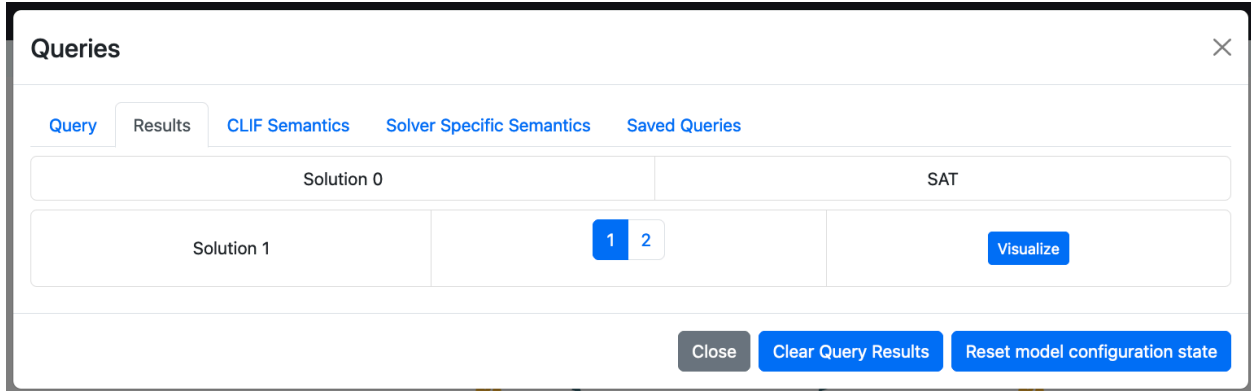 Queries
Query Results CLIF Semantics Solver Specific Semantics Saved Queries
Solution 0 SAT
Solution 1 1 2 Visualize
Close Clear Query Results Reset model configuration state